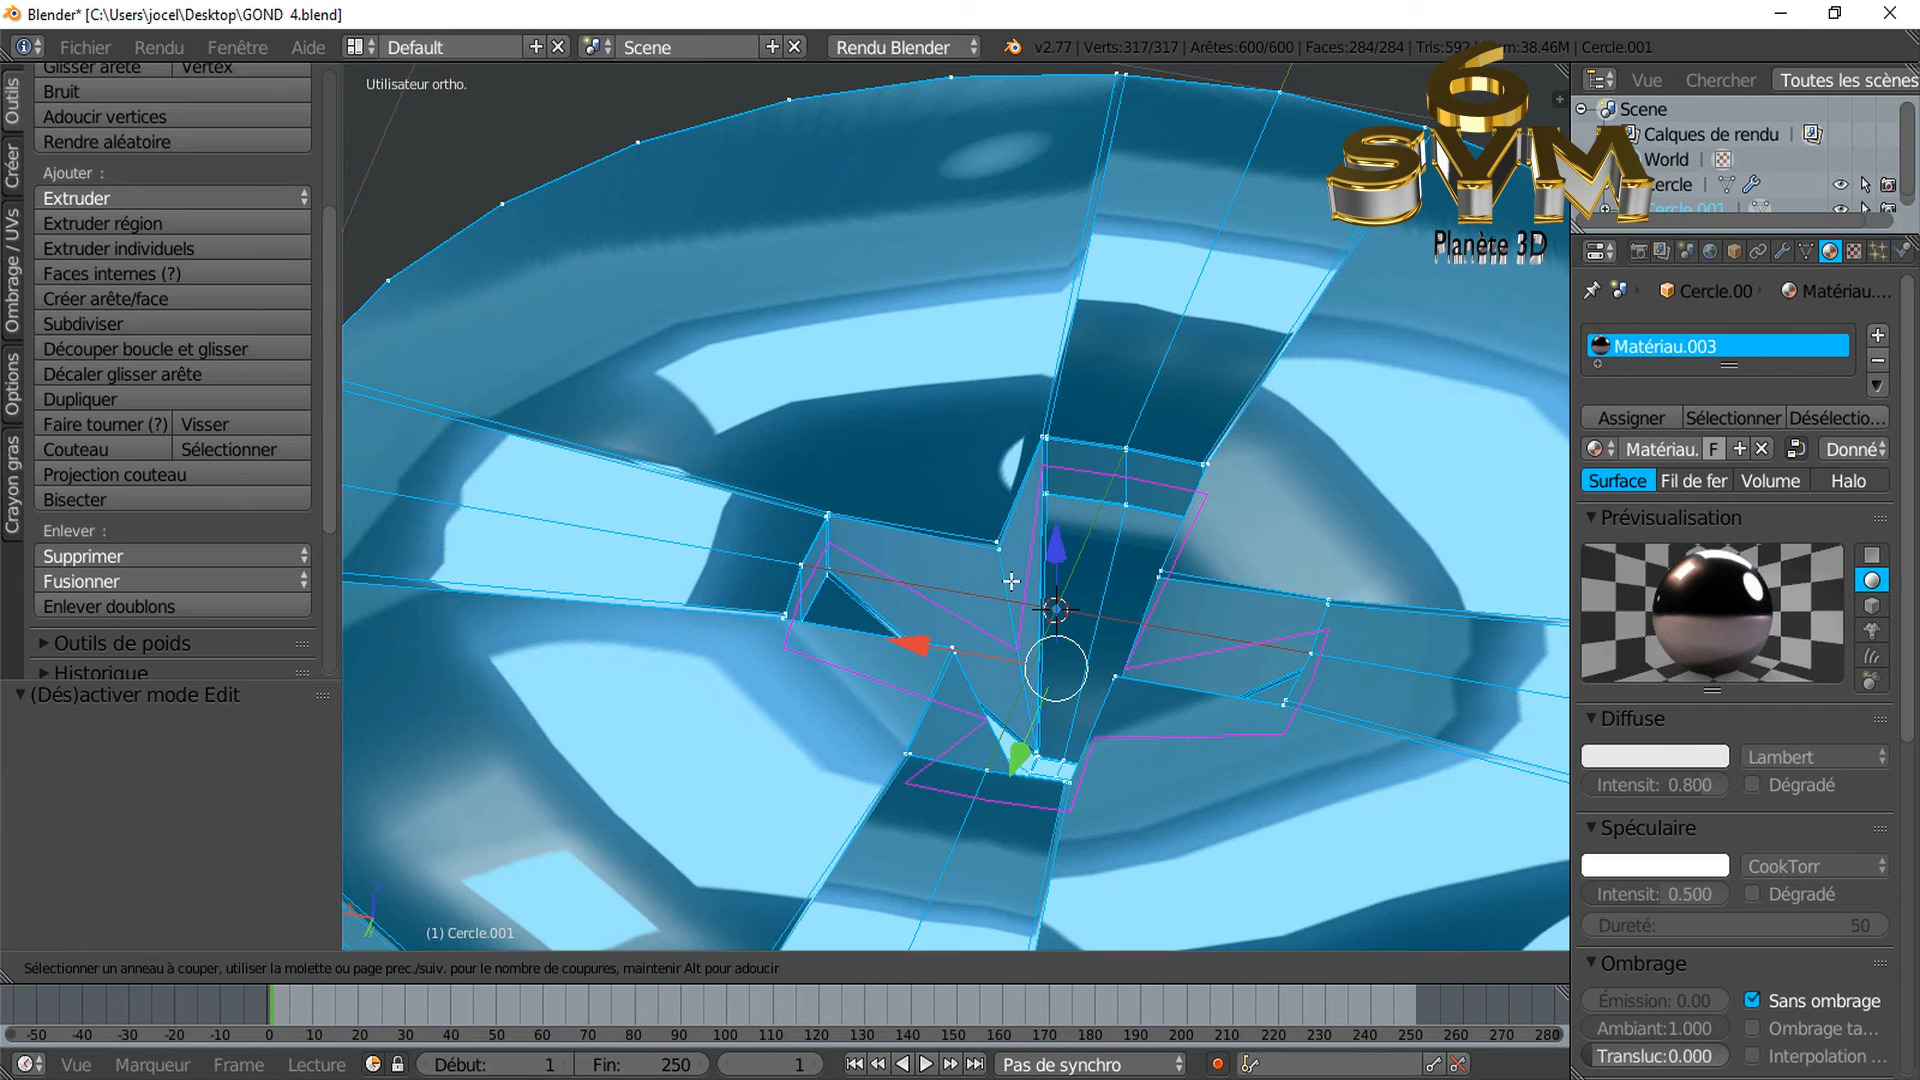 Blender* [C:\Users\jocel\Desktop\GOND  4.blend]
Fichier Rendu Fenêtre Aide Default Scene Rendu Blender v2.77 | Verts:317/317 | Arêtes:600/600 | Faces:284/284 | Tris:592 | Cercle.001
Utilisateur ortho.
6
SYM
Planète 3D
Outils
Créer
Ombrage / UVs
Options
Crayon gras
Glisser arête Vertex
Bruit
Adoucir vertices
Rendre aléatoire
Ajouter :
Extruder
Extruder région
Extruder individuels
Faces internes (?)
Créer arête/face
Subdiviser
Découper boucle et glisser
Décaler glisser arête
Dupliquer
Faire tourner (?) Visser
Couteau Sélectionner
Projection couteau
Bisecter
Enlever :
Supprimer
Fusionner
Enlever doublons
Outils de poids
Historique
(Dés)activer mode Edit
Vue Chercher Toutes les scènes
Scene
Calques de rendu
World
Cercle
Cercle.001
Cercle.00 Matériau....
Matériau.003
Assigner Sélectionner Désélectio...
Matériau. F Donné
Surface Fil de fer Volume Halo
Prévisualisation
Diffuse
Lambert
Intensit: 0.800 Dégradé
Spéculaire
CookTorr
Intensit: 0.500 Dégradé
Dureté: 50
Ombrage
Émission: 0.00 Sans ombrage
Ambiant:1.000 Ombrage ta...
Transluc:0.000 Interpolation ...
(1) Cercle.001
Sélectionner un anneau à couper, utiliser la molette ou page prec./suiv. pour le nombre de coupures, maintenir Alt pour adoucir
-50 -40 -30 -20 -10 0 10 20 30 40 50 60 70 80 90 100 110 120 130 140 150 160 170 180 190 200 210 220 230 240 250 260 270 280
Vue Marqueur Frame Lecture Début: 1 Fin: 250 1 Pas de synchro